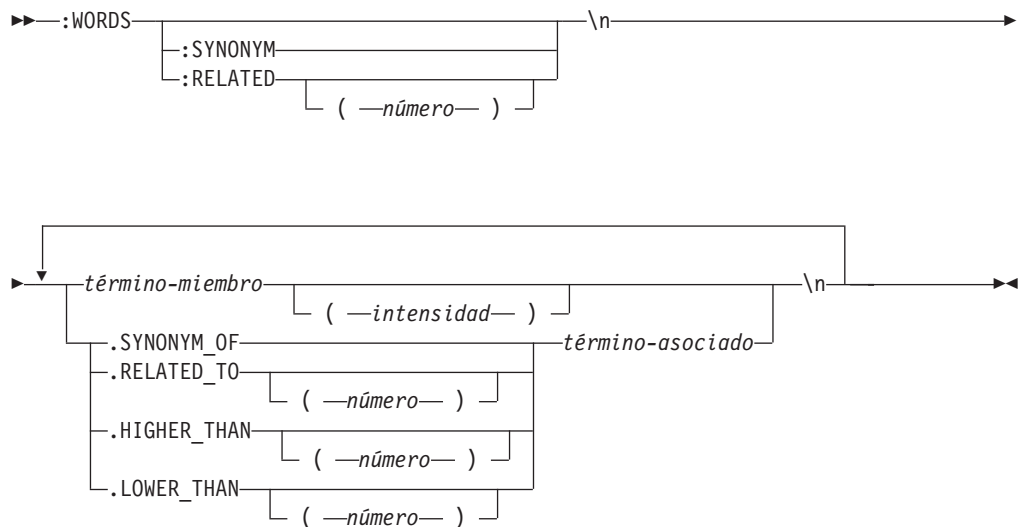 :WORDS \n
:SYNONYM
:RELATED
( número )
término-miembro \n
( intensidad )
.SYNONYM_OF término-asociado
.RELATED_TO
( número )
.HIGHER_THAN
( número )
.LOWER_THAN
( número )